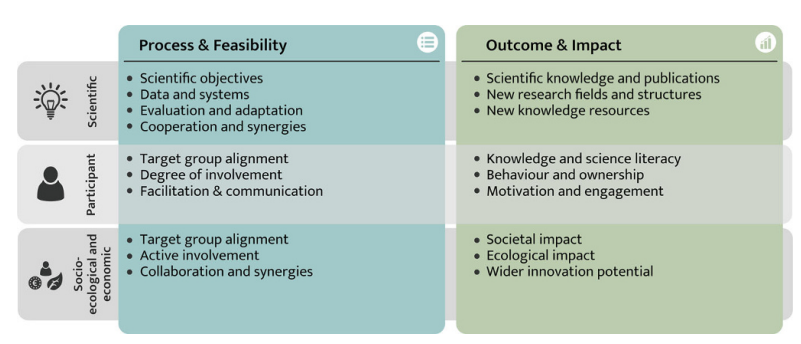 Process & Feasibility
Outcome & Impact
Scientific
• Scientific objectives
• Data and systems
• Evaluation and adaptation
• Cooperation and synergies
• Scientific knowledge and publications
• New research fields and structures
• New knowledge resources
Participant
• Target group alignment
• Degree of involvement
• Facilitation & communication
• Knowledge and science literacy
• Behaviour and ownership
• Motivation and engagement
Socio-
ecological and
economic
• Target group alignment
• Active involvement
• Collaboration and synergies
• Societal impact
• Ecological impact
• Wider innovation potential